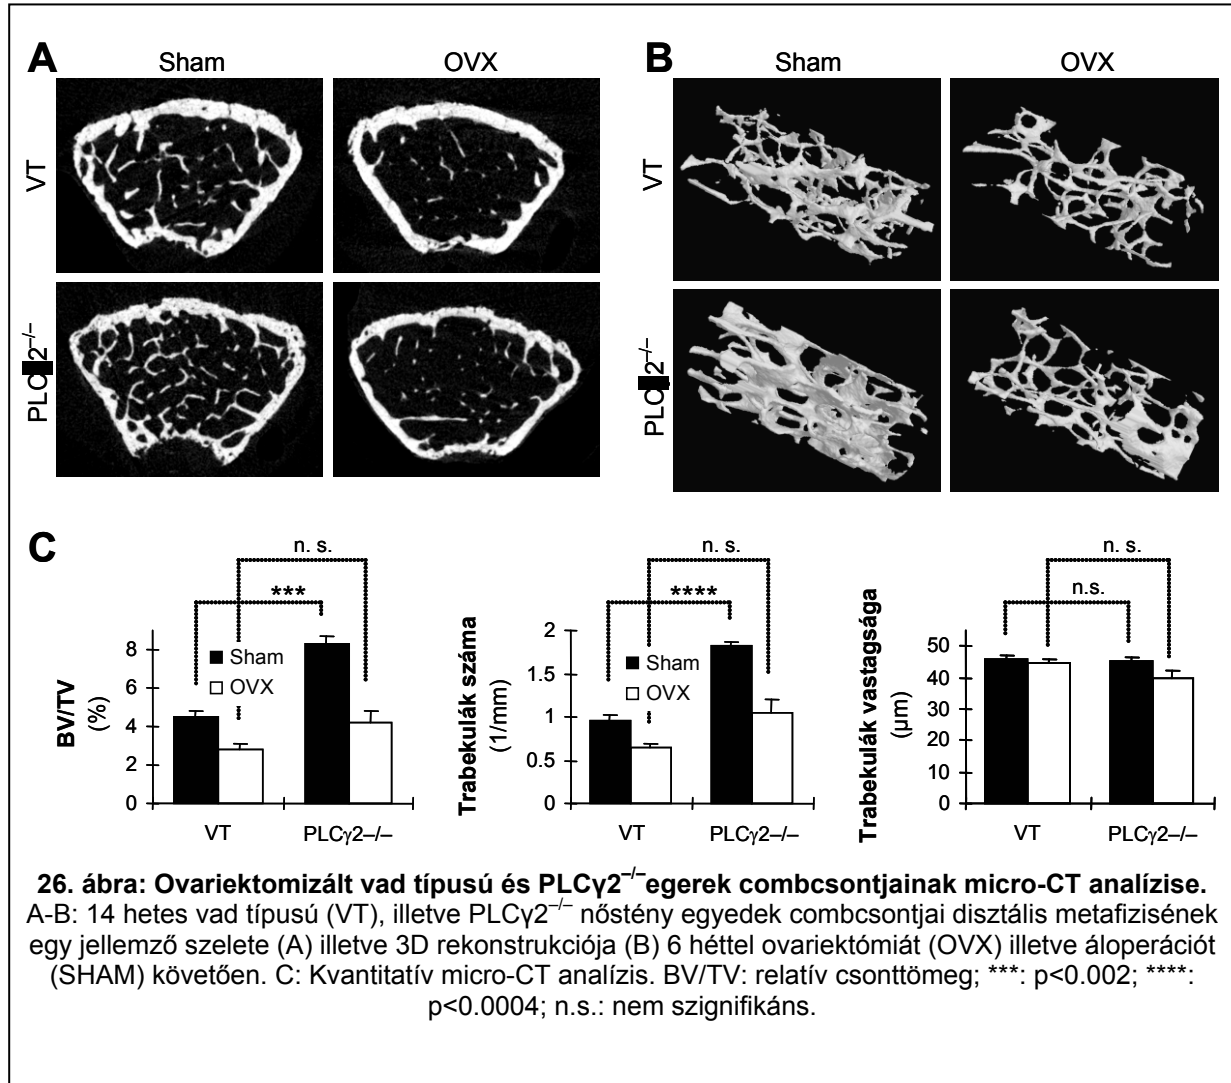 A
Sham
OVX
VT
PLC 2–/–
B
Sham
OVX
VT
PLC 2–/–
C
n. s.
***
BV/TV
(%)
8
6
4
2
0
Sham
OVX
VT
PLCγ2–/–
n. s.
****
Trabekulák száma
(1/mm)
2
1.5
1
0.5
0
Sham
OVX
VT
PLCγ2–/–
n. s.
n.s.
Trabekulák vastagsága
(µm)
50
40
30
20
10
0
VT
PLCγ2–/–
26. ábra: Ovariektomizált vad típusú és PLCγ2–/– egerek combcsontjainak micro-CT analízise.
A-B: 14 hetes vad típusú (VT), illetve PLCγ2–/– nőstény egyedek combcsontjai disztális metafizisének
egy jellemző szelete (A) illetve 3D rekonstrukciója (B) 6 héttel ovariektómiát (OVX) illetve áloperációt
(SHAM) követően. C: Kvantitatív micro-CT analízis. BV/TV: relatív csonttömeg; ***: p<0.002; ****:
p<0.0004; n.s.: nem szignifikáns.